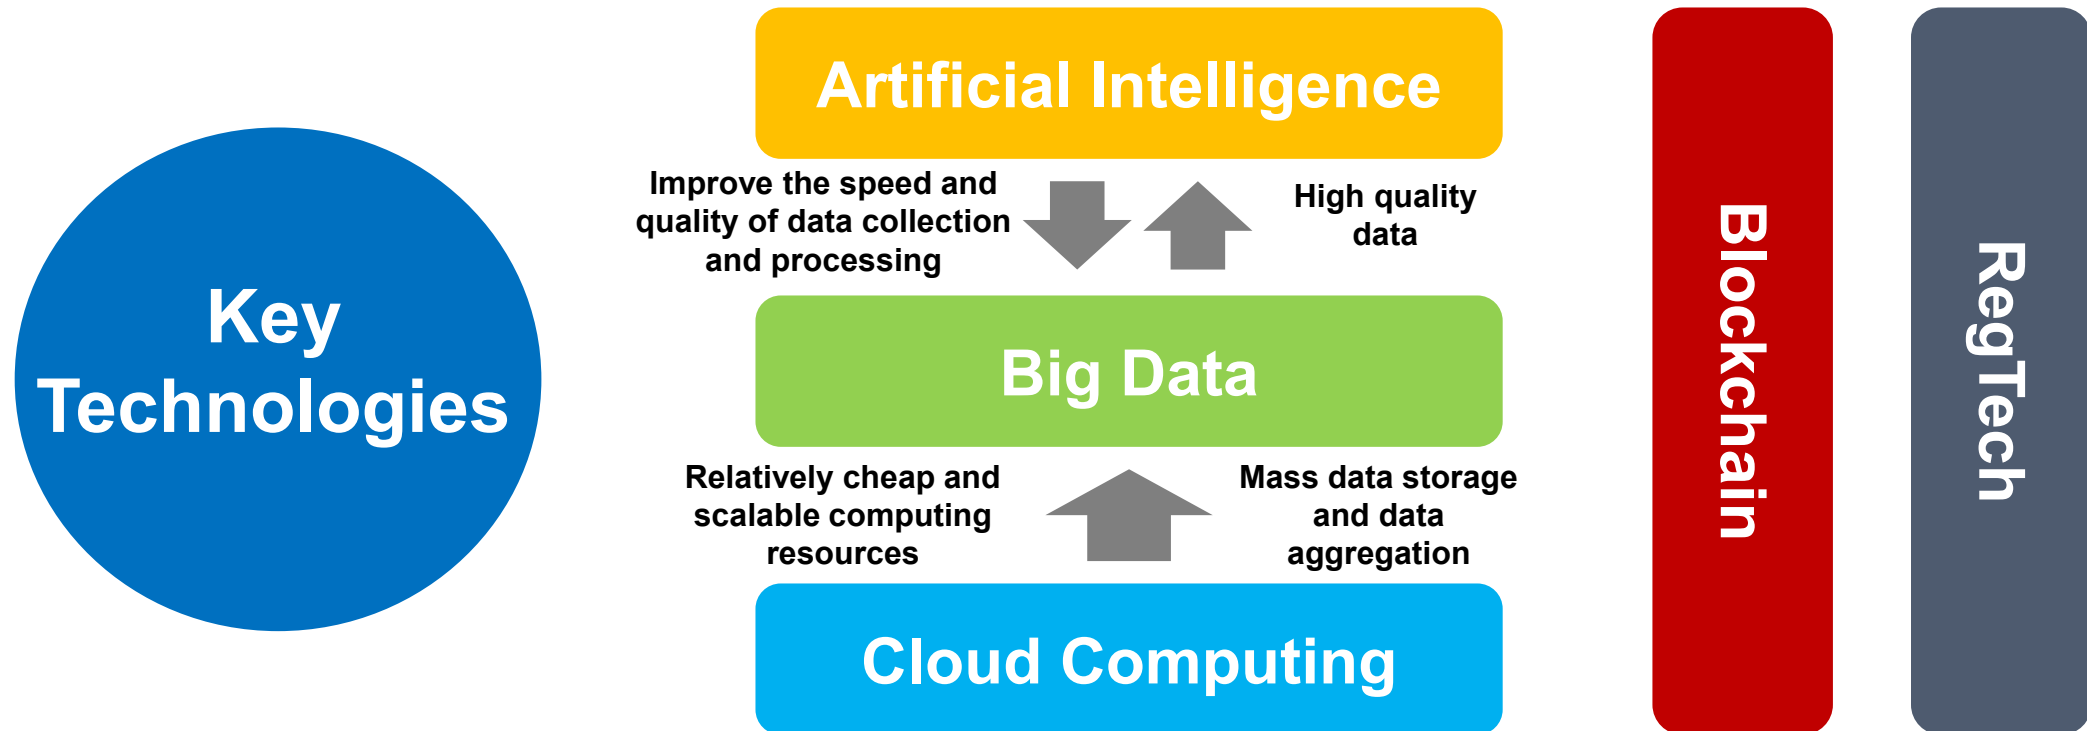 Key
Technologies
Artificial Intelligence
Improve the speed and
quality of data collection
and processing
High quality
data
Big Data
Relatively cheap and
scalable computing
resources
Mass data storage
and data
aggregation
Cloud Computing
Blockchain
RegTech